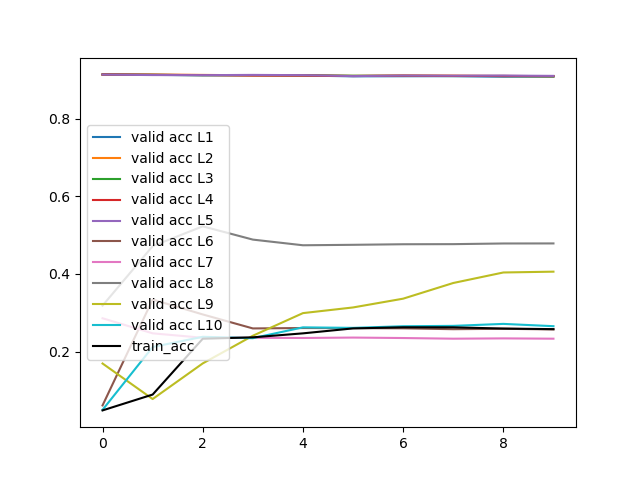 0.8
0.6
0.4
0.2
valid acc L1
valid acc L2
valid acc L3
valid acc L4
valid acc L5
valid acc L6
valid acc L7
valid acc L8
valid acc L9
valid acc L10
train_acc
0 2 4 6 8